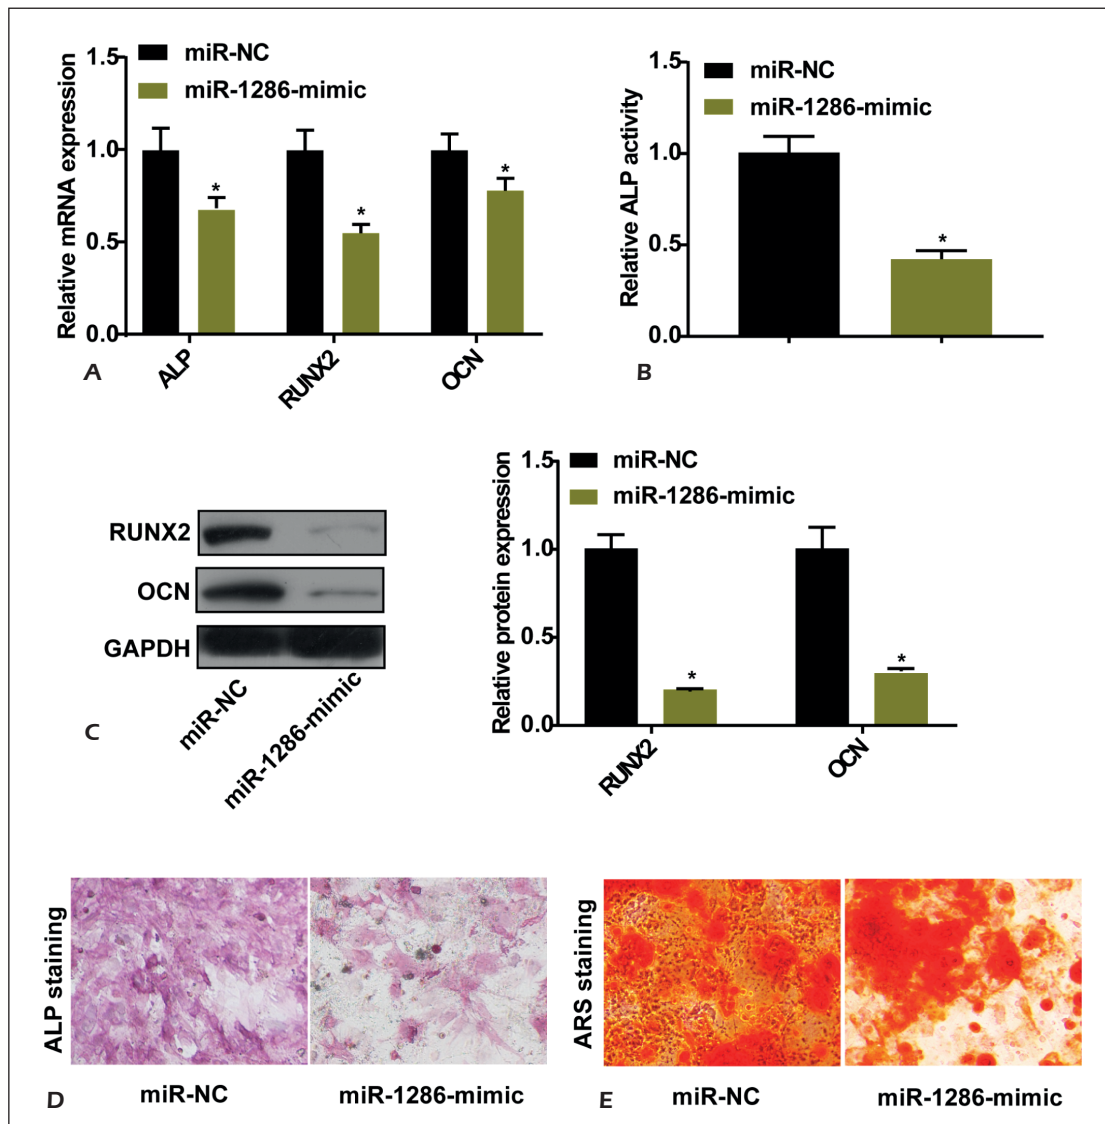 miR-NC
miR-1286-mimic
Relative mRNA expression
1.5
1.0
0.5
0.0
*
*
*
ALP
RUNX2
OCN
A
miR-NC
miR-1286-mimic
Relative ALP activity
1.5
1.0
0.5
0.0
*
B
RUNX2
OCN
GAPDH
miR-NC
miR-1286-mimic
C
miR-NC
miR-1286-mimic
Relative protein expression
1.5
1.0
0.5
0.0
*
*
RUNX2
OCN
ALP staining
miR-NC
miR-1286-mimic
D
ARS staining
miR-NC
miR-1286-mimic
E